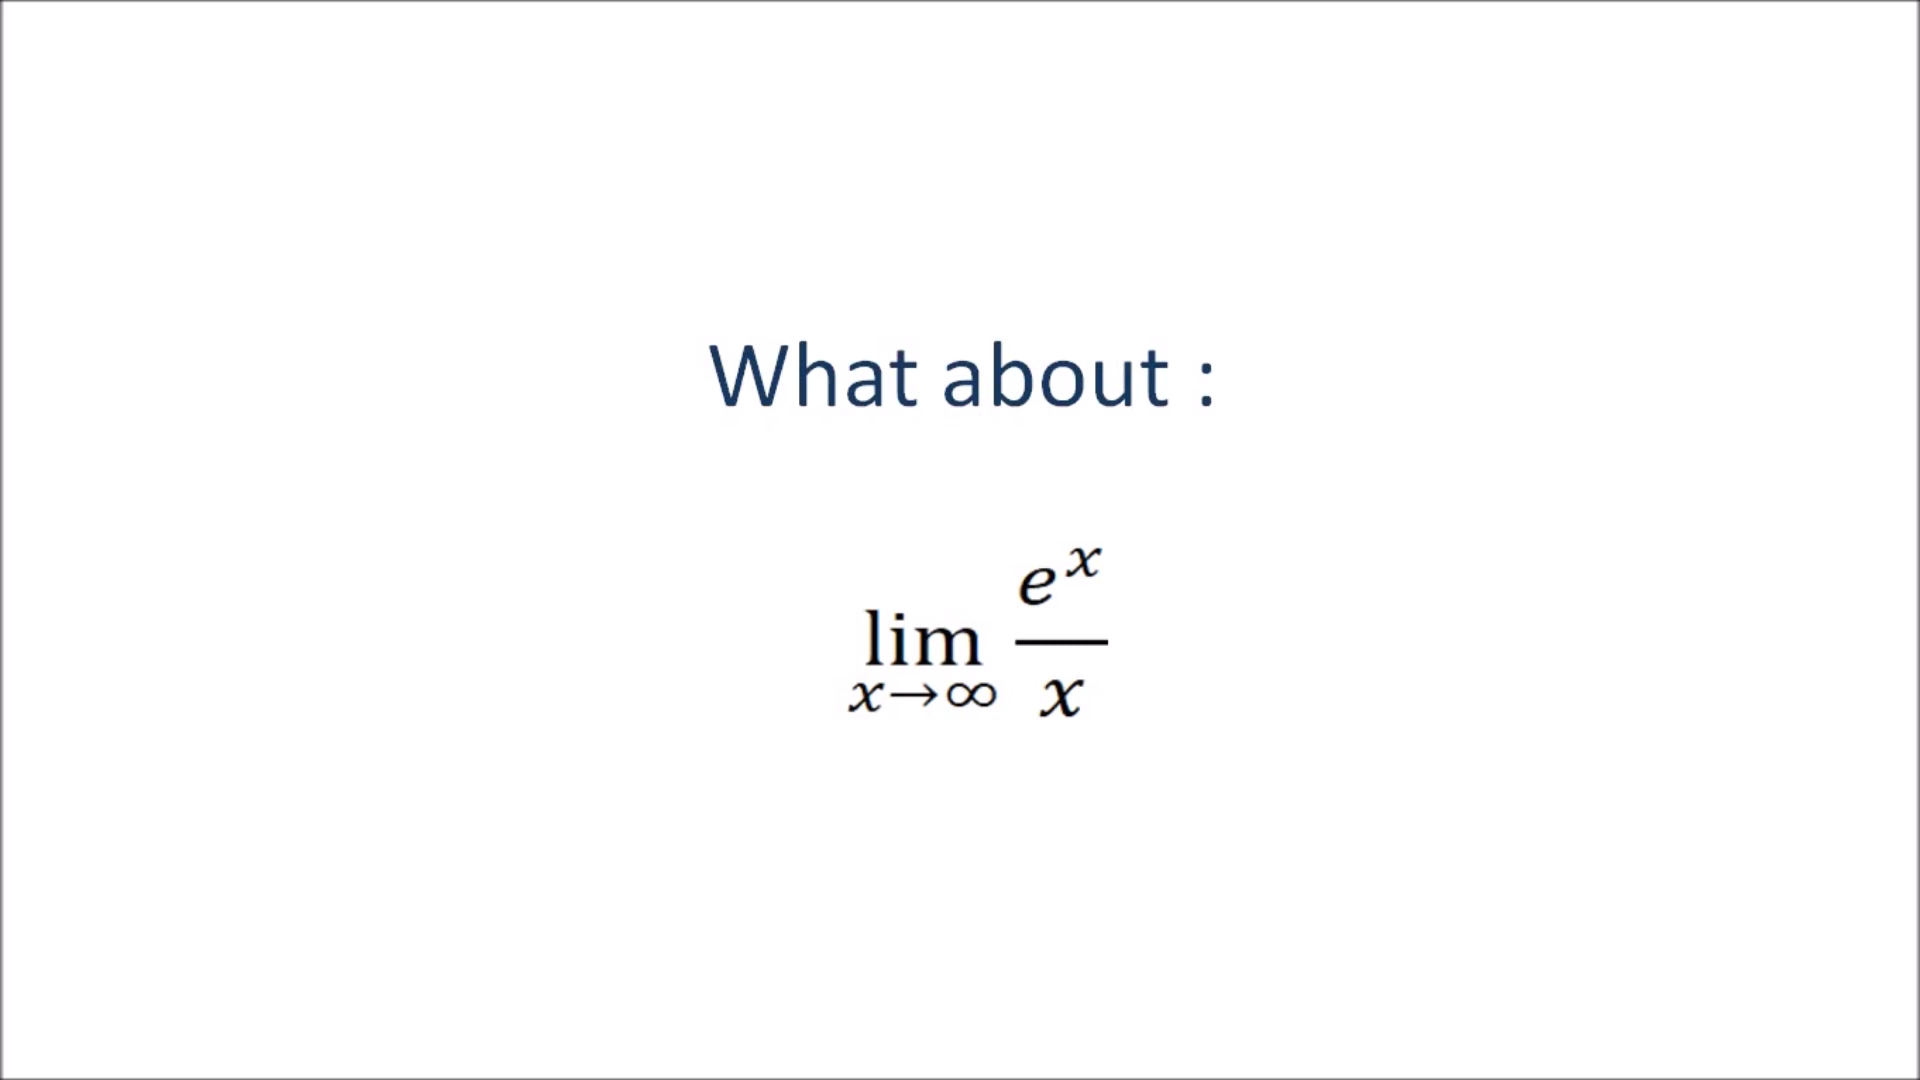 What about :
lim x→∞ e^x / x